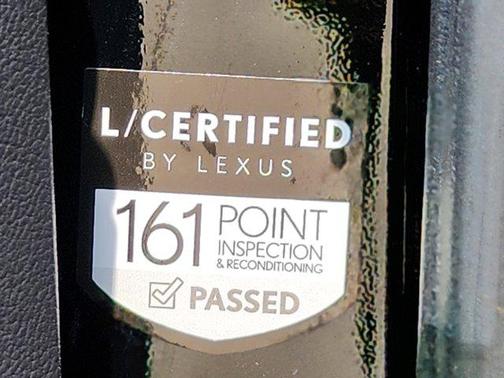 L/CERTIFIED
BY LEXUS
161 POINT
INSPECTION
& RECONDITIONING
PASSED